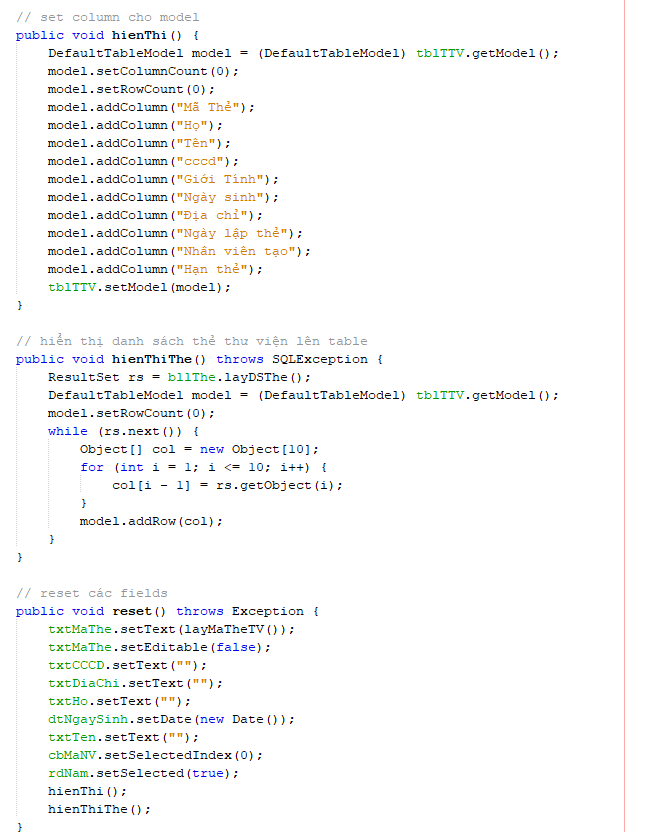 // set column cho model
public void hienThi() {
    DefaultTableModel model = (DefaultTableModel) tblTTV.getModel();
    model.setColumnCount(0);
    model.setRowCount(0);
    model.addColumn("Mã Thẻ");
    model.addColumn("Họ");
    model.addColumn("Tên");
    model.addColumn("cccd");
    model.addColumn("Giới Tính");
    model.addColumn("Ngày sinh");
    model.addColumn("Địa chỉ");
    model.addColumn("Ngày lập thẻ");
    model.addColumn("Nhân viên tạo");
    model.addColumn("Hạn thẻ");
    tblTTV.setModel(model);
}
// hiển thị danh sách thẻ thư viện lên table
public void hienThiThe() throws SQLException {
    ResultSet rs = bllThe.layDSThe();
    DefaultTableModel model = (DefaultTableModel) tblTTV.getModel();
    model.setRowCount(0);
    while (rs.next()) {
        Object[] col = new Object[10];
        for (int i = 1; i <= 10; i++) {
            col[i - 1] = rs.getObject(i);
        }
        model.addRow(col);
    }
}
// reset các fields
public void reset() throws Exception {
    txtMaThe.setText(layMaTheTV());
    txtMaThe.setEditable(false);
    txtCCCD.setText("");
    txtDiaChi.setText("");
    txtHo.setText("");
    dtNgaySinh.setDate(new Date());
    txtTen.setText("");
    cbMaNV.setSelectedIndex(0);
    rdNam.setSelected(true);
    hienThi();
    hienThiThe();
}